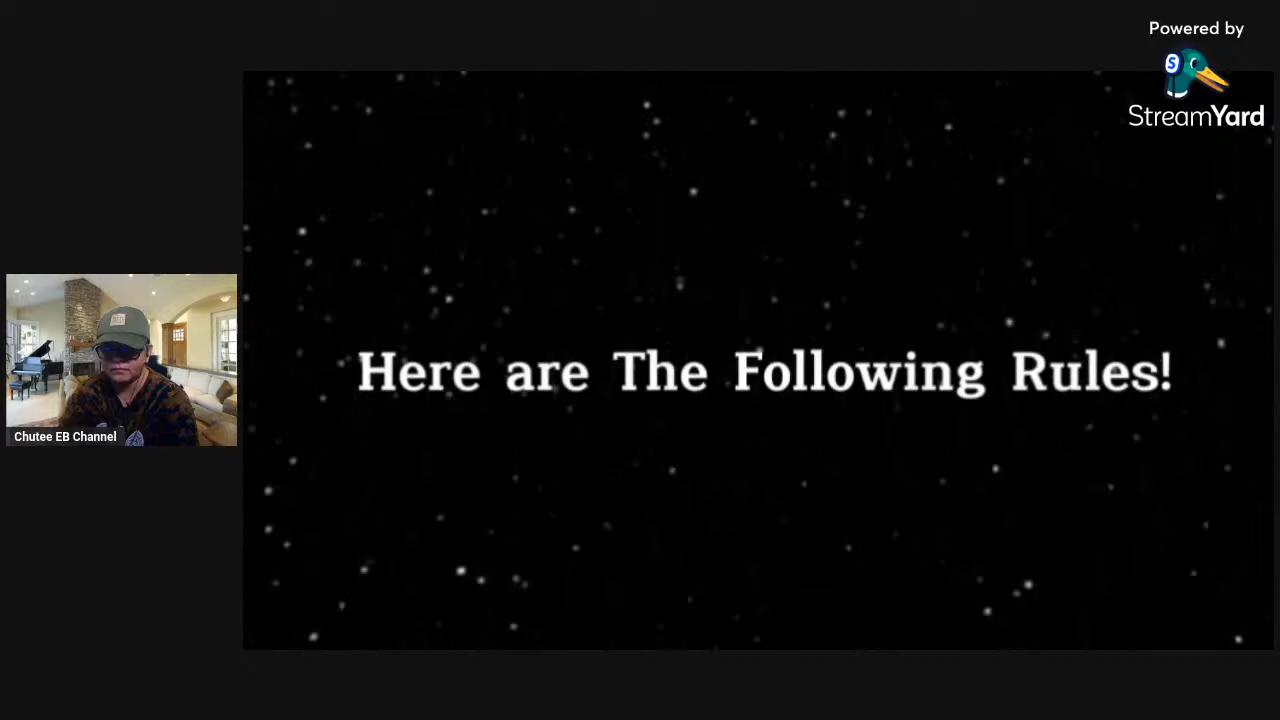 Powered by
StreamYard
Here are The Following Rules!
Chutee EB Channel